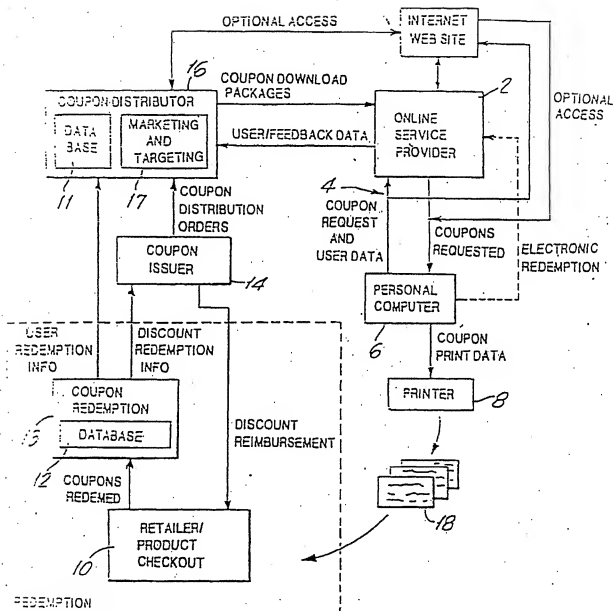 OPTIONAL ACCESS
INTERNET
WEB SITE
16
COUPON DOWNLOAD
PACKAGES
2
COUPON DISTRIBUTOR
DATA
BASE
MARKETING
AND
TARGETING
11
17
USER/FEEDBACK DATA
ONLINE
SERVICE
PROVIDER
OPTIONAL
ACCESS
4
COUPON
DISTRIBUTION
ORDERS
COUPON
REQUEST
AND
USER DATA
COUPONS
REQUESTED
ELECTRONIC
REDEMPTION
COUPON
ISSUER
14
PERSONAL
COMPUTER
6
USER
REDEMPTION
INFO
DISCOUNT
REDEMPTION
INFO
COUPON
PRINT DATA
COUPON
REDEMPTION
DATABASE
12
DISCOUNT
REIMBURSEMENT
PRINTER
8
COUPONS
REDEMED
18
RETAILER/
PRODUCT
CHECKOUT
10
REDEMPTION